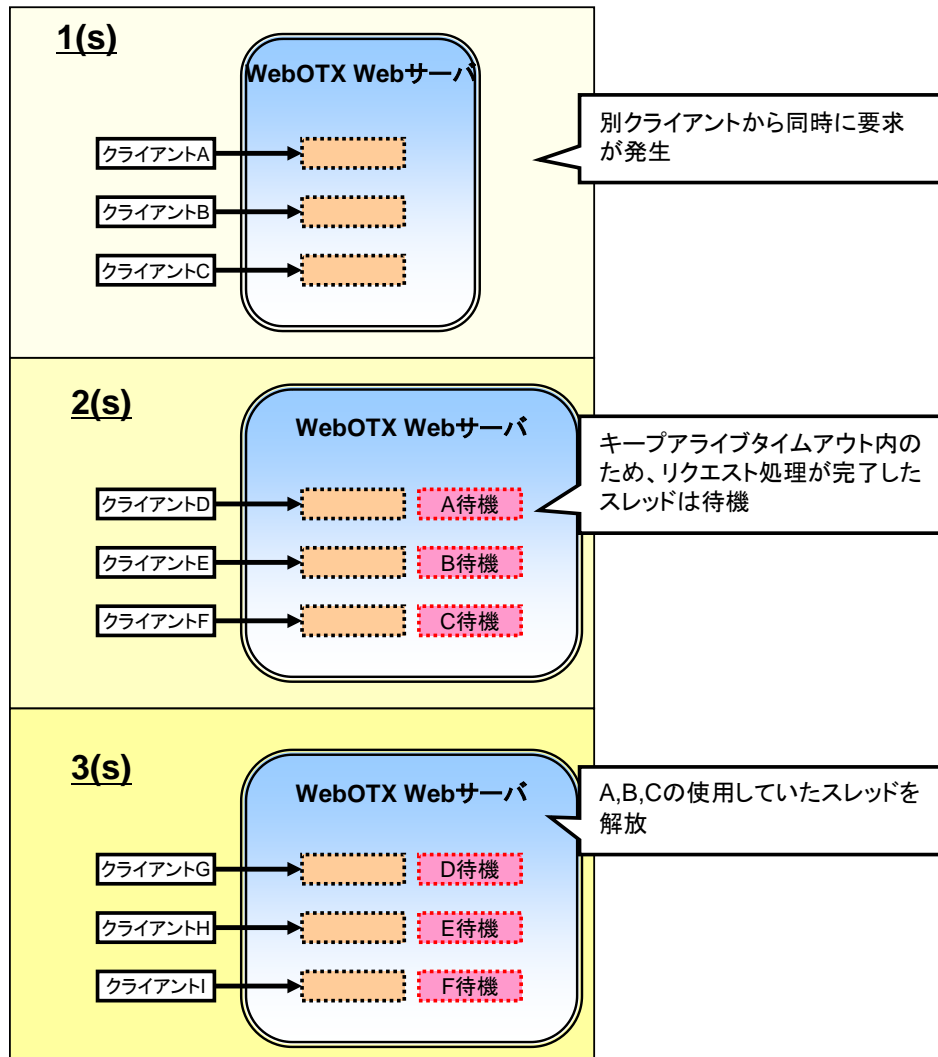 1(s)
WebOTX Webサーバ
クライアントA
クライアントB
クライアントC
別クライアントから同時に要求
が発生
2(s)
WebOTX Webサーバ
クライアントD
A待機
クライアントE
B待機
クライアントF
C待機
キープアライブタイムアウト内の
ため、リクエスト処理が完了した
スレッドは待機
3(s)
WebOTX Webサーバ
クライアントG
D待機
クライアントH
E待機
クライアントI
F待機
A,B,Cの使用していたスレッドを
解放